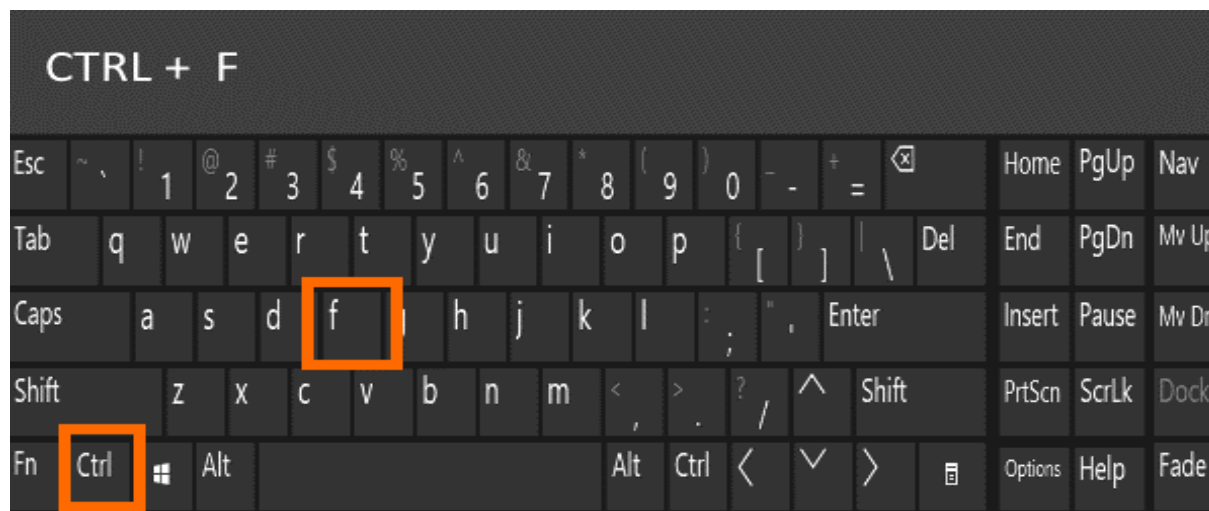 CTRL + F
Esc ~ ` ! 1 @ 2 # 3 $ 4 % 5 ^ 6 & 7 * 8 ( 9 ) 0 _ - + = Home PgUp Nav
Tab q w e r t y u i o p { [ } ] | \ Del End PgDn Mv Up
Caps a s d f h j k l : ; " ' Enter Insert Pause Mv Dn
Shift z x c v b n m < , > . ? / Shift PrtScn ScrLk Dock
Fn Ctrl Alt Alt Ctrl Options Help Fade